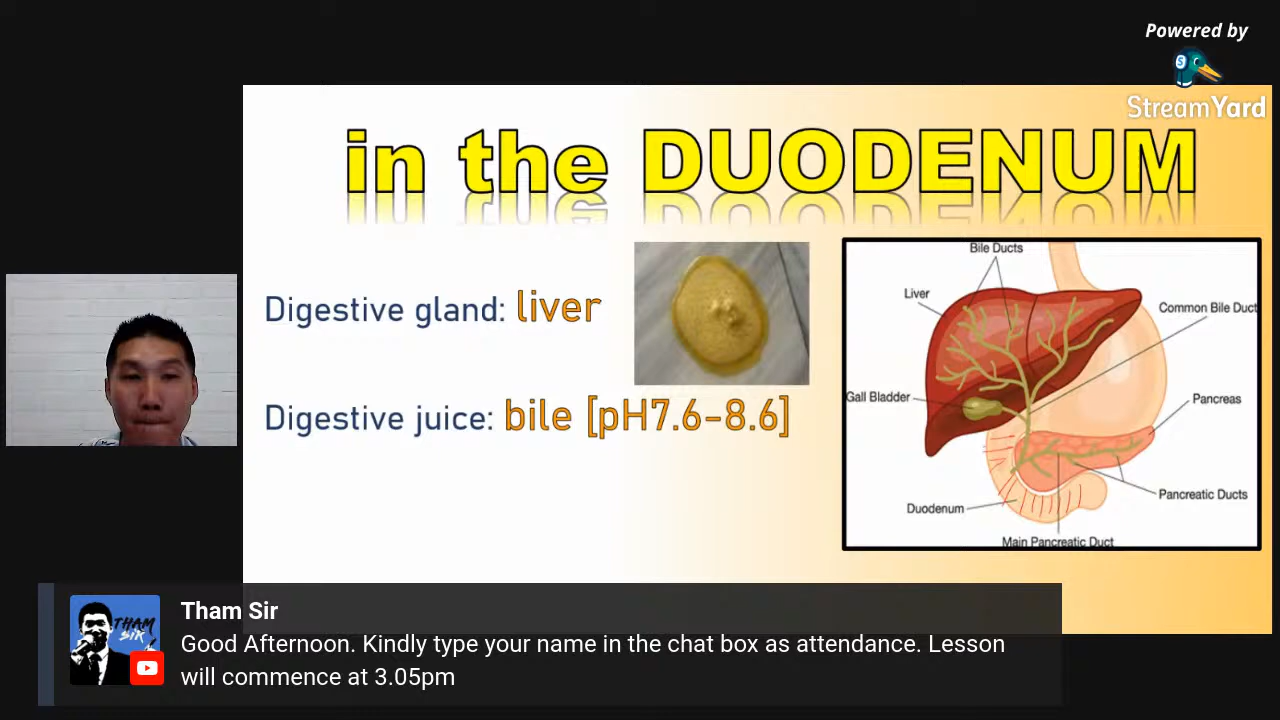 Powered by
StreamYard
in the DUODENUM
Digestive gland: liver
Digestive juice: bile [pH7.6-8.6]
Bile Ducts
Liver
Common Bile Duct
Gall Bladder
Pancreas
Pancreatic Ducts
Duodenum
Main Pancreatic Duct
THAM
SIR
Tham Sir
Good Afternoon. Kindly type your name in the chat box as attendance. Lesson
will commence at 3.05pm